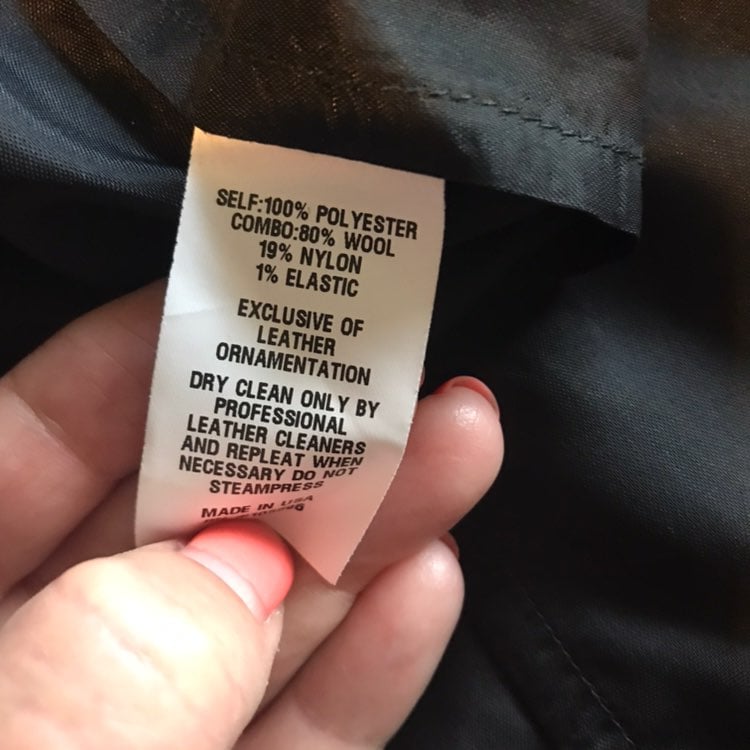 SELF:100% POLYESTER
COMBO:80% WOOL
19% NYLON
1% ELASTIC
EXCLUSIVE OF
LEATHER
ORNAMENTATION
DRY CLEAN ONLY BY
PROFESSIONAL
LEATHER CLEANERS
AND REPLEAT WHEN
NECESSARY DO NOT
STEAMPRESS
MADE IN USA